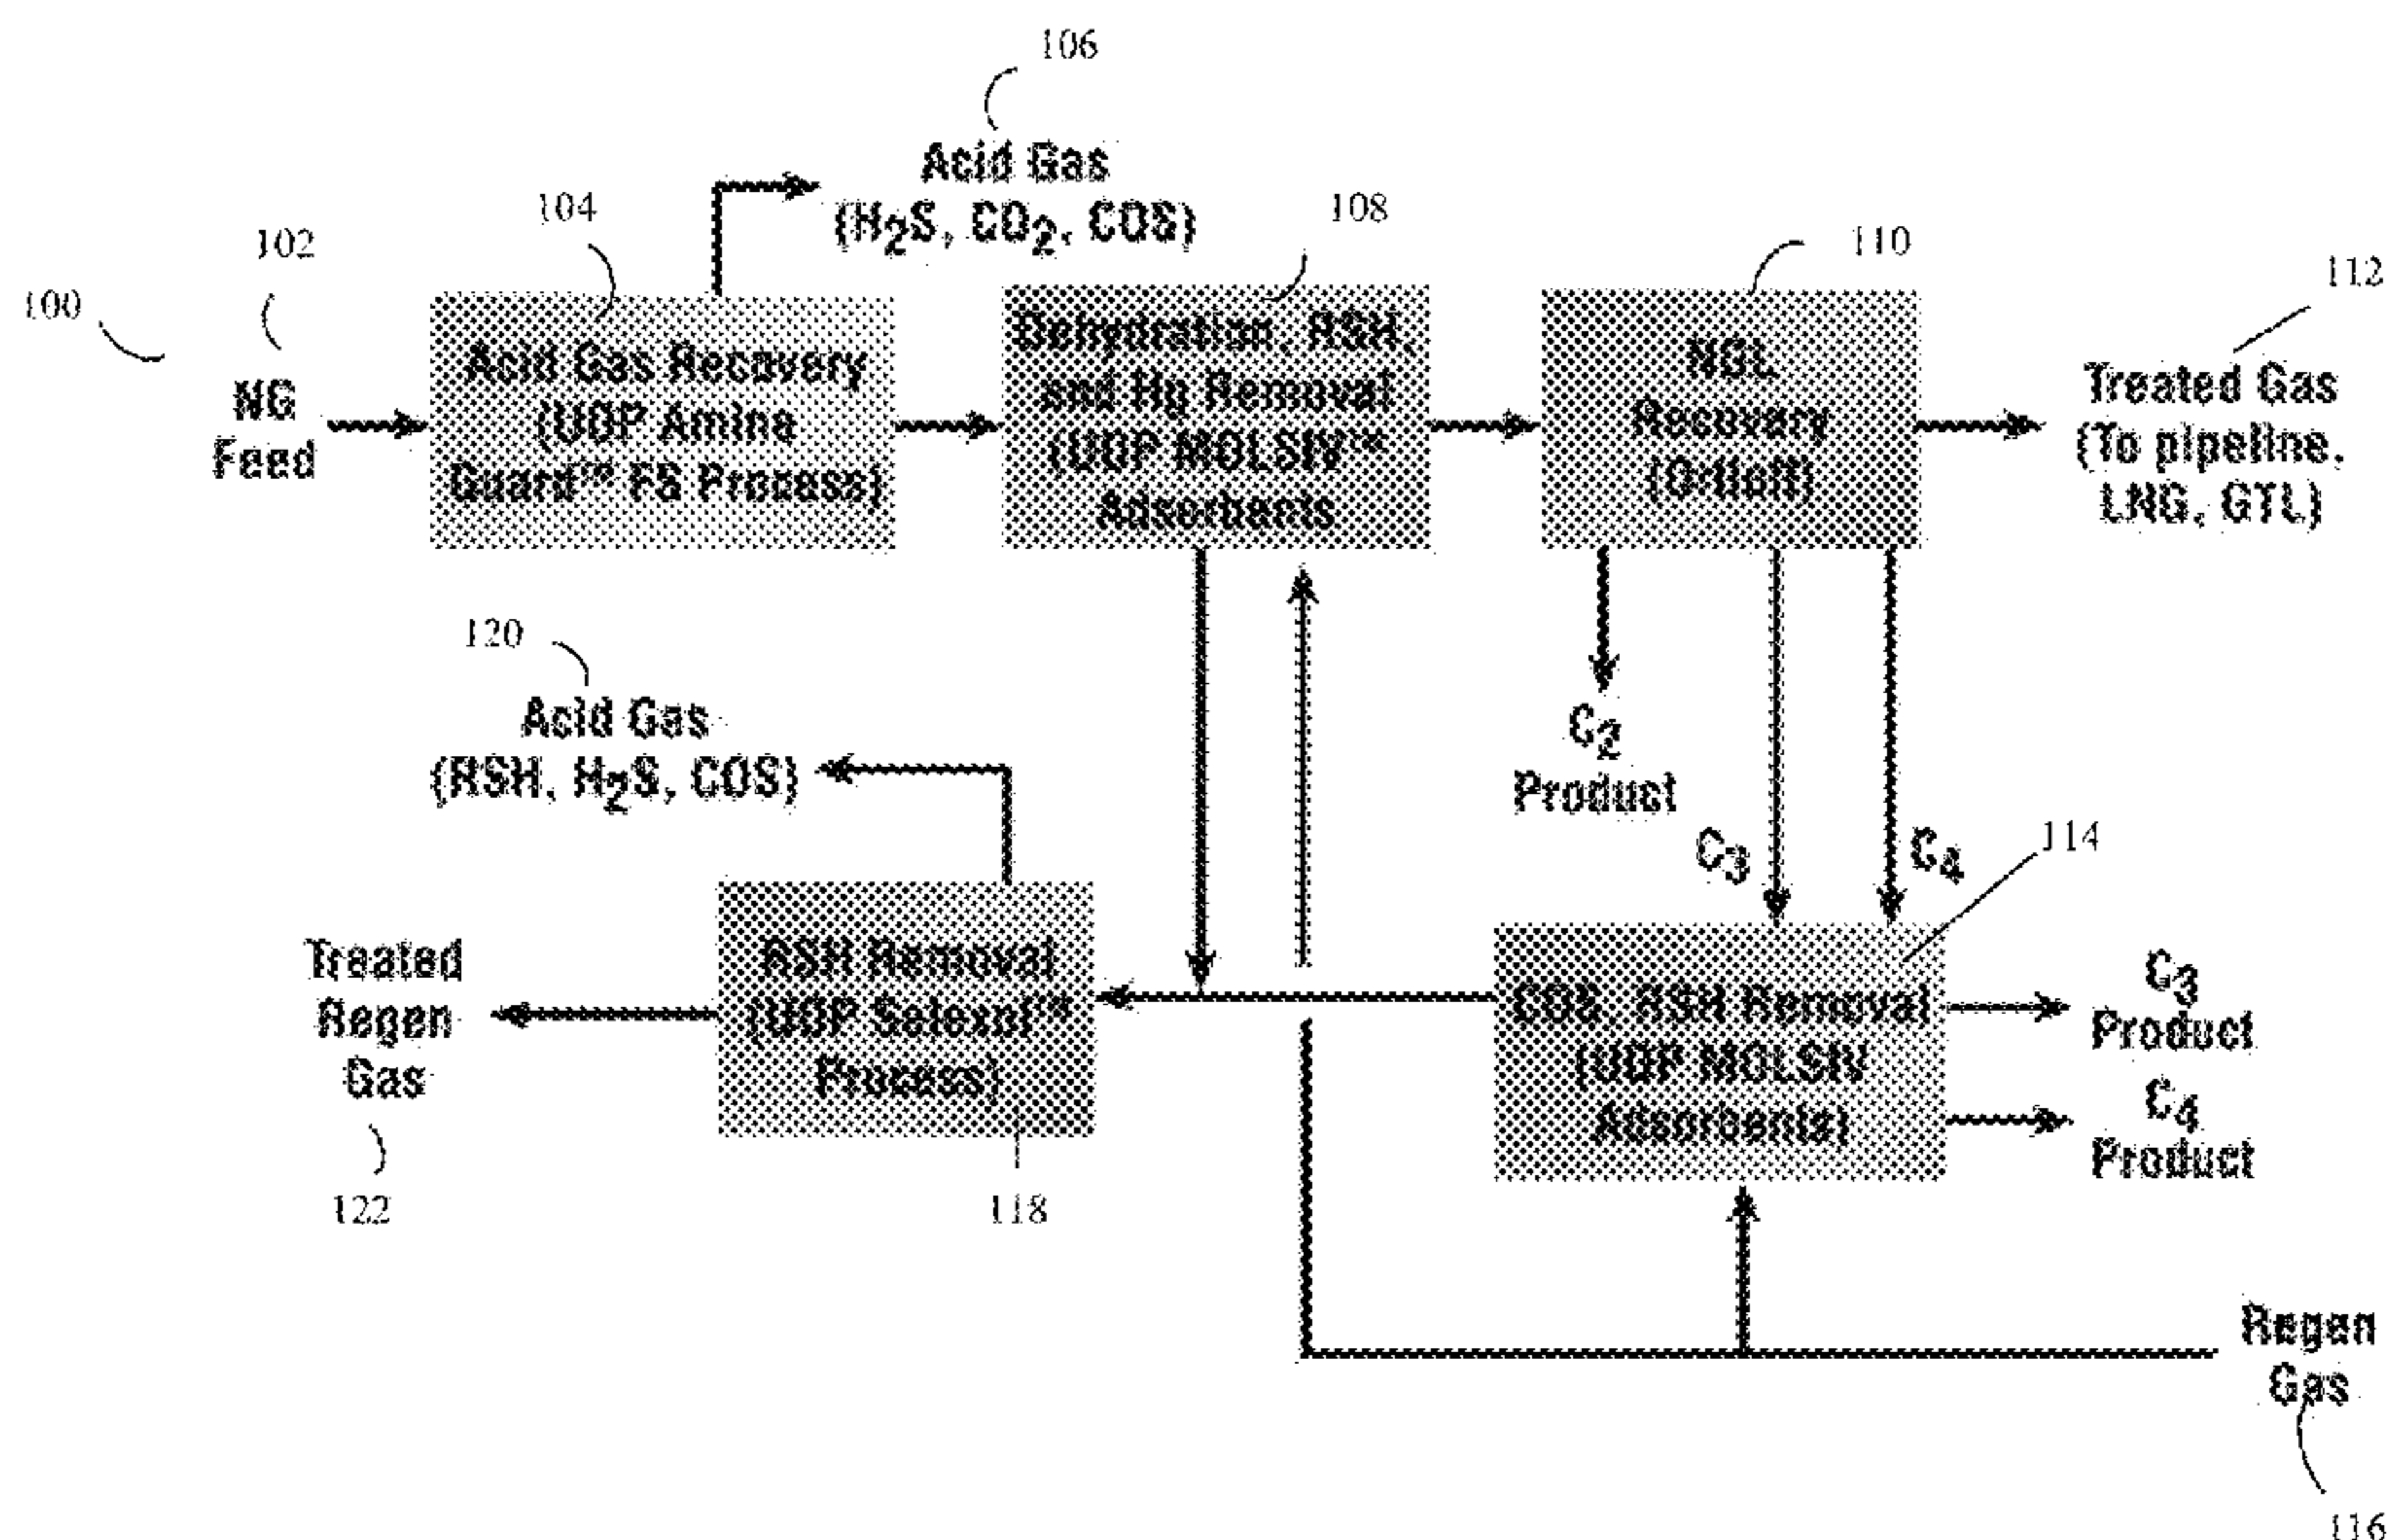 106
Acid Gas
(H2S, CO2, COS)
104
108
110
102
112
100
NG
Feed
Acid Gas Recovery
(UOP Amine
Guard™ FS Process)
Dehydration, RSH,
and Hg Removal
(UOP MOLSIV™
Adsorbents
NGL
Recovery
(Ortloff)
Treated Gas
(To pipeline,
LNG, GTL)
120
Acid Gas
(RSH, H2S, COS)
C2
Product
C3
C4
114
Treated
Regen
Gas
RSH Removal
(UOP Selexol™
Process)
COS, RSH Removal
(UOP MOLSIV
Adsorbents)
C3
Product
C4
Product
122
118
Regen
Gas
116